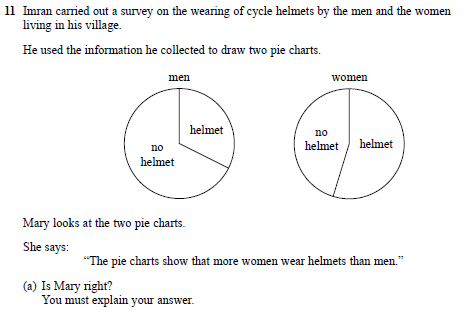 11 Imran carried out a survey on the wearing of cycle helmets by the men and the women
living in his village.
He used the information he collected to draw two pie charts.
men
women
helmet
no
helmet
no
helmet
helmet
Mary looks at the two pie charts.
She says:
“The pie charts show that more women wear helmets than men.”
(a) Is Mary right?
You must explain your answer.